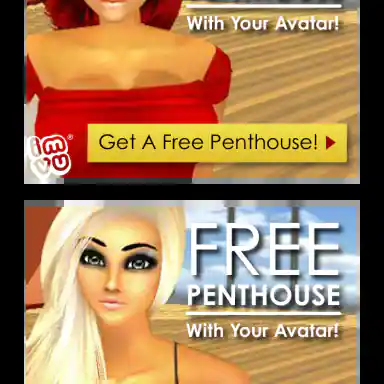 With Your Avatar!
Get A Free Penthouse!
imvu®
FREE
PENTHOUSE
With Your Avatar!